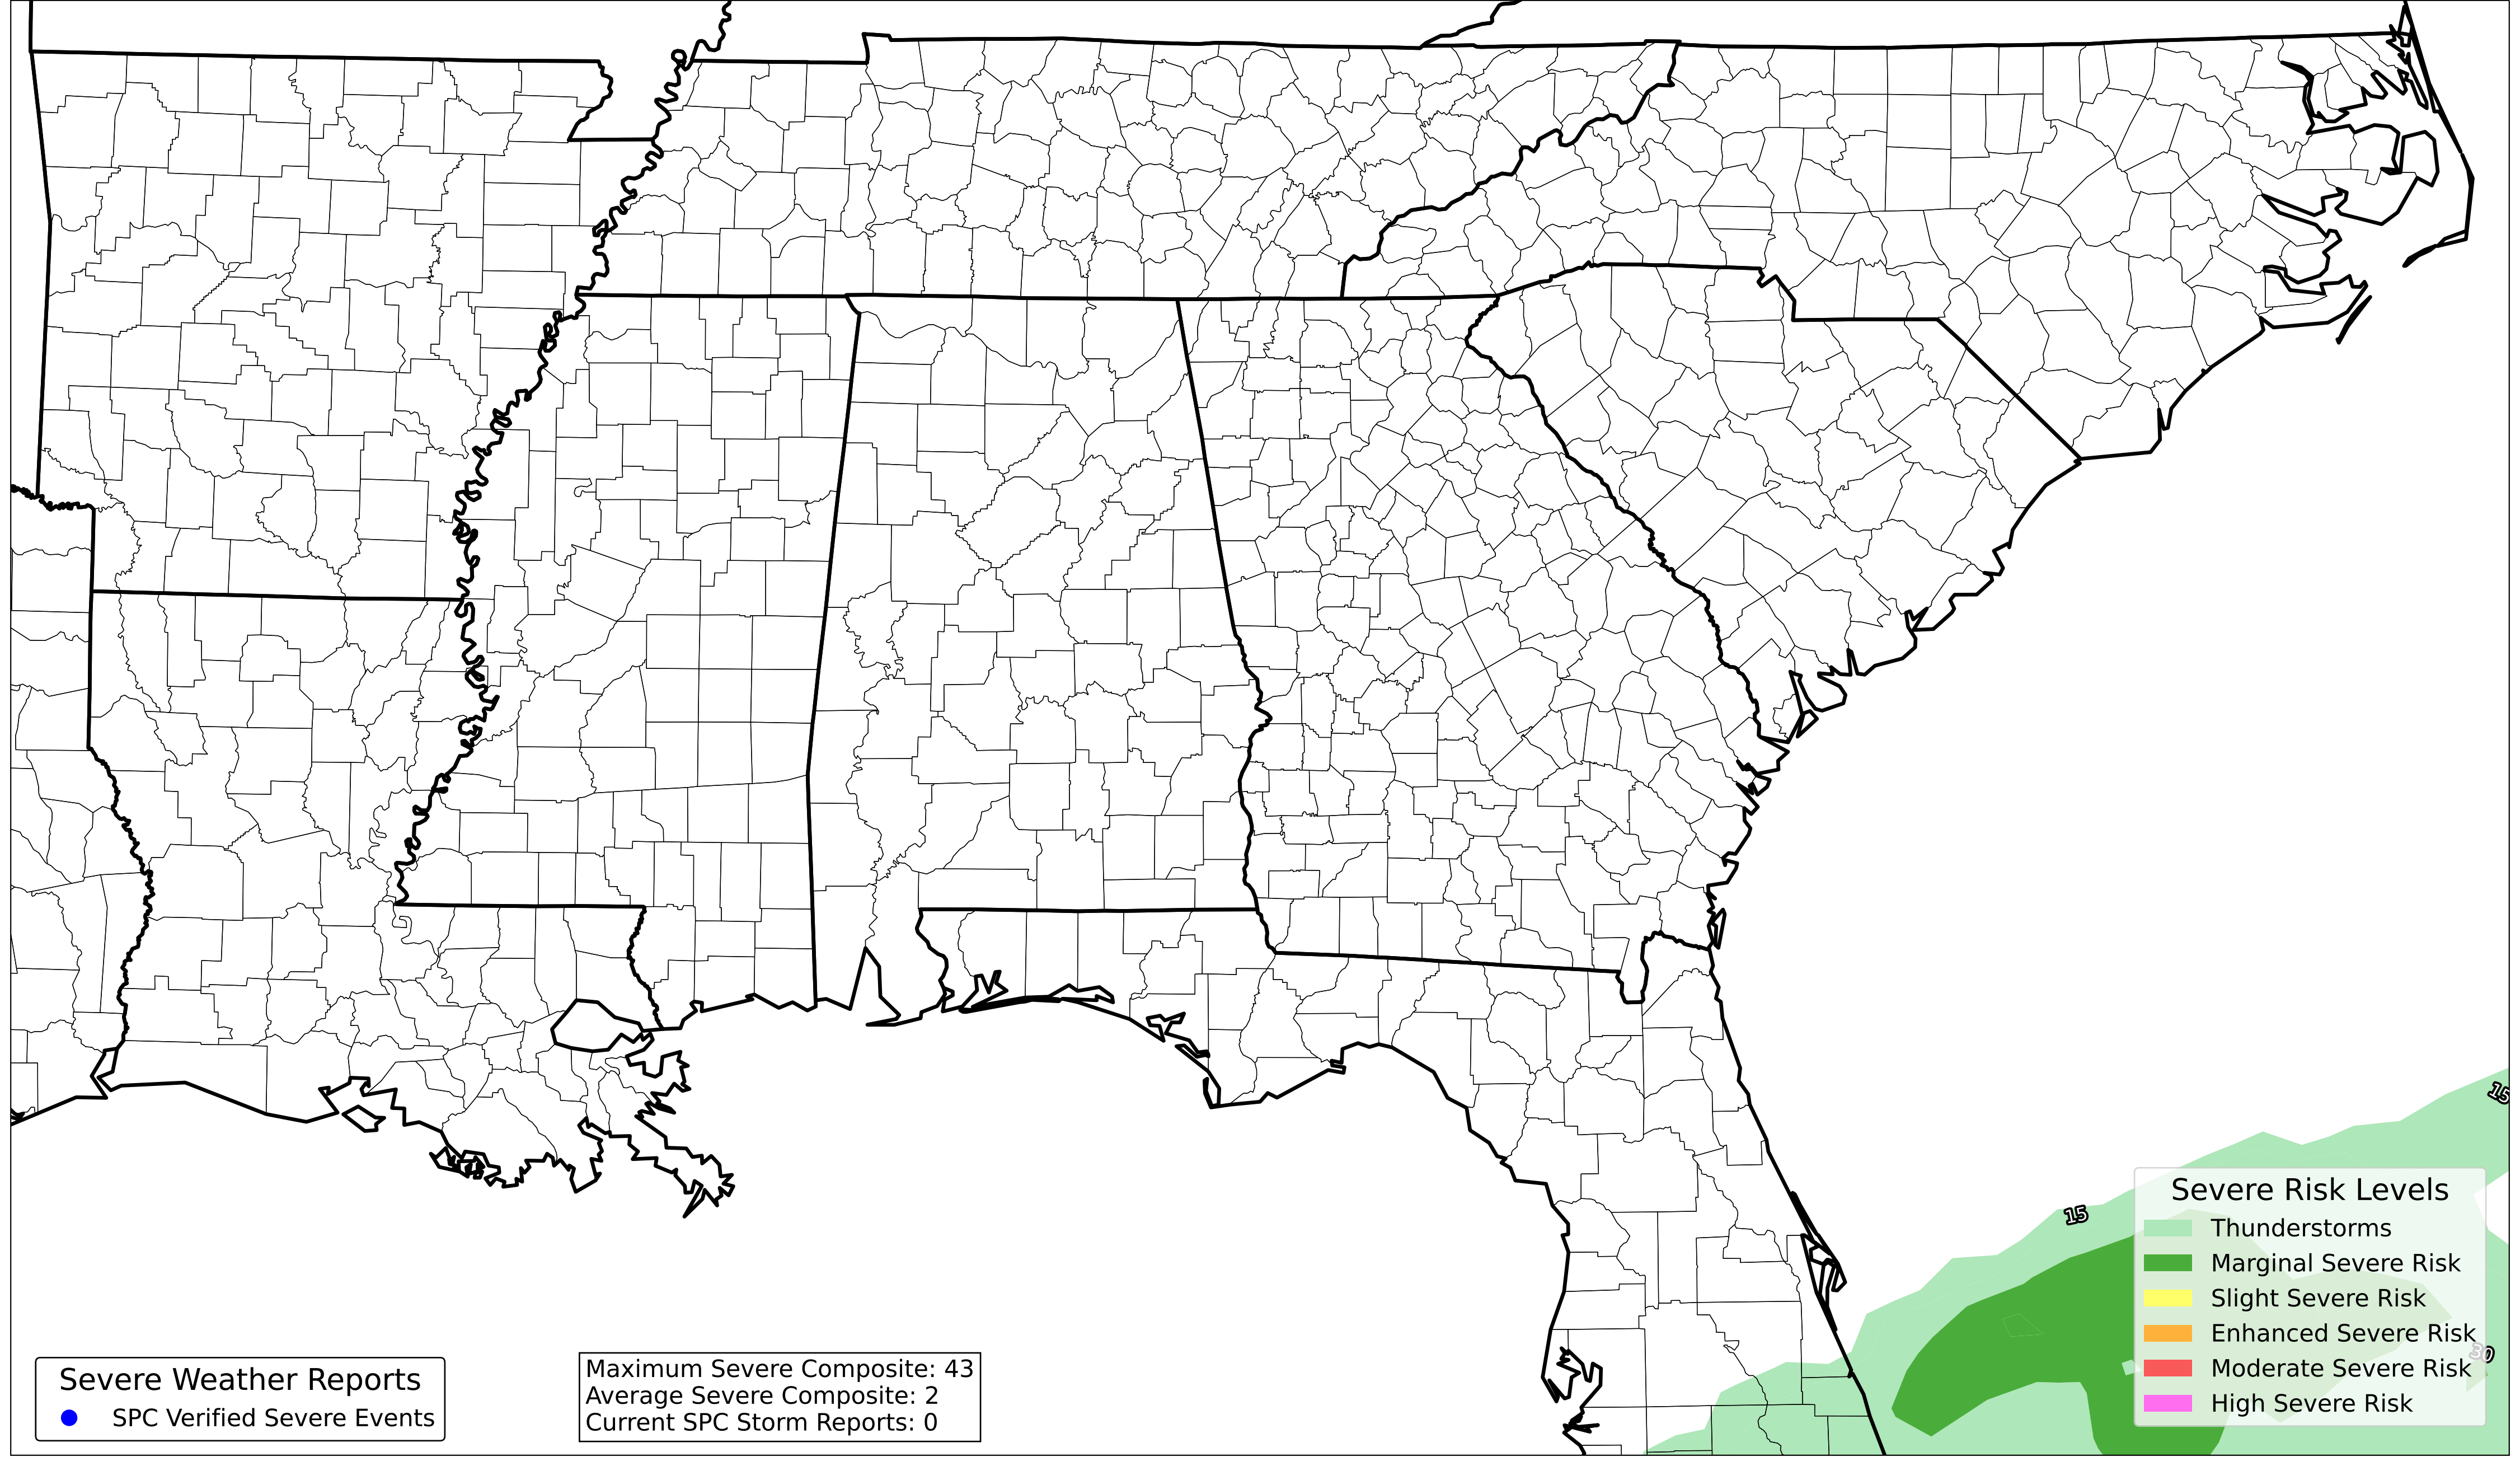 15
15
Severe Risk Levels
Thunderstorms
Marginal Severe Risk
Slight Severe Risk
Enhanced Severe Risk
30
Moderate Severe Risk
High Severe Risk
Severe Weather Reports
SPC Verified Severe Events
Maximum Severe Composite: 43
Average Severe Composite: 2
Current SPC Storm Reports: 0